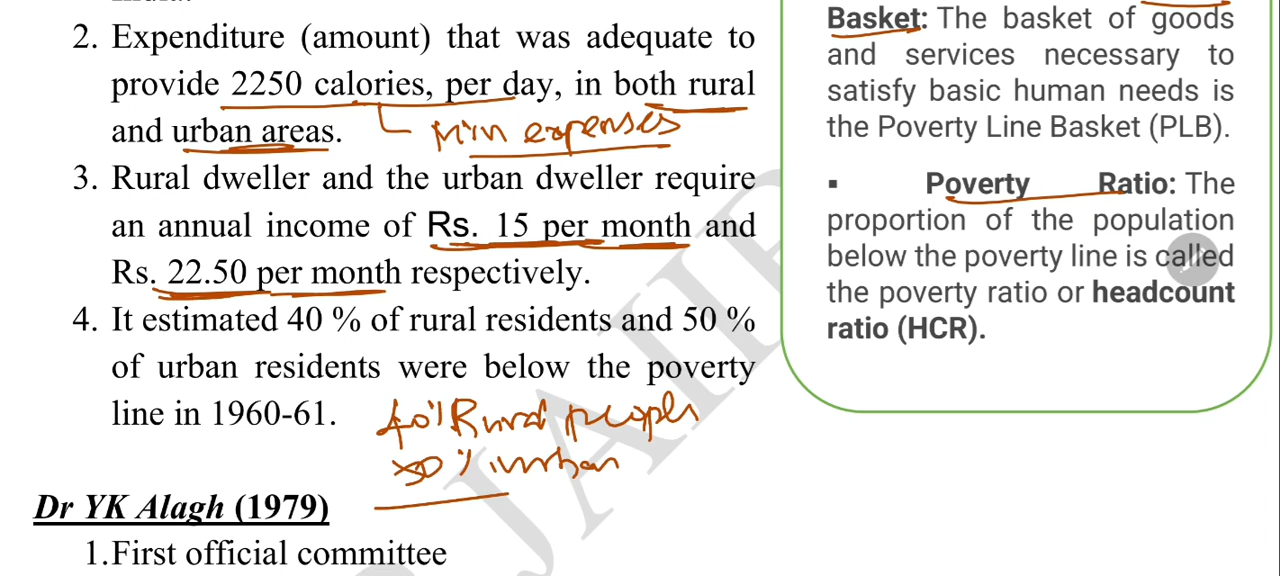 2. Expenditure (amount) that was adequate to
provide 2250 calories, per day, in both rural
and urban areas.
Min expenses
3. Rural dweller and the urban dweller require
an annual income of Rs. 15 per month and
Rs. 22.50 per month respectively.
4. It estimated 40 % of rural residents and 50 %
of urban residents were below the poverty
line in 1960-61.
40% Rural people
50 % urban
Dr YK Alagh (1979)
1.First official committee
Basket: The basket of goods
and services necessary to
satisfy basic human needs is
the Poverty Line Basket (PLB).
▪ Poverty Ratio: The
proportion of the population
below the poverty line is called
the poverty ratio or headcount
ratio (HCR).